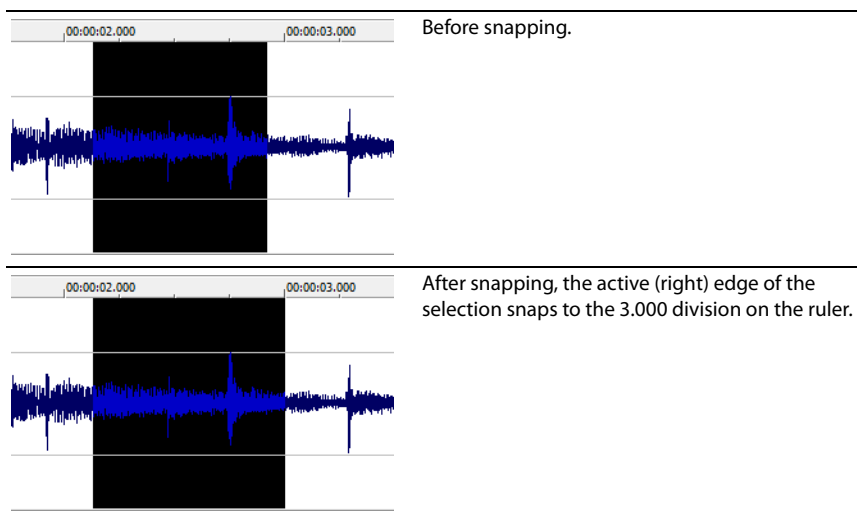 00:00:02.000 00:00:03.000
Before snapping.
00:00:02.000 00:00:03.000
After snapping, the active (right) edge of the
selection snaps to the 3.000 division on the ruler.